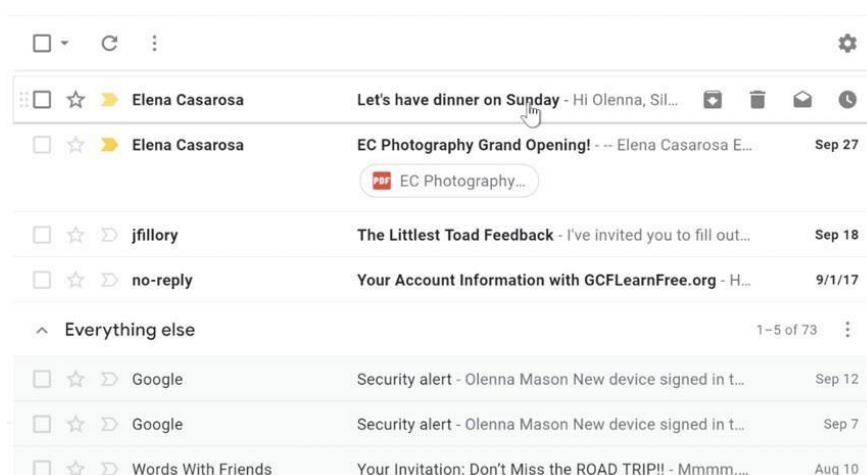 Elena Casarosa Let's have dinner on Sunday - Hi Olenna, Sil...
Elena Casarosa EC Photography Grand Opening! - -- Elena Casarosa E... Sep 27
PDF EC Photography...
jfillory The Littlest Toad Feedback - I've invited you to fill out... Sep 18
no-reply Your Account Information with GCFLearnFree.org - H... 9/1/17
Everything else 1–5 of 73
Google Security alert - Olenna Mason New device signed in t... Sep 12
Google Security alert - Olenna Mason New device signed in t... Sep 7
Words With Friends Your Invitation: Don't Miss the ROAD TRIP!! - Mmmm.... Aug 10